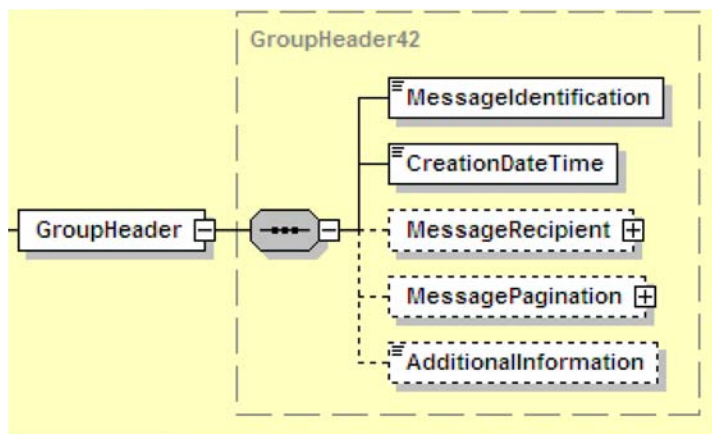 GroupHeader42
MessageIdentification
CreationDateTime
GroupHeader
MessageRecipient
MessagePagination
AdditionalInformation